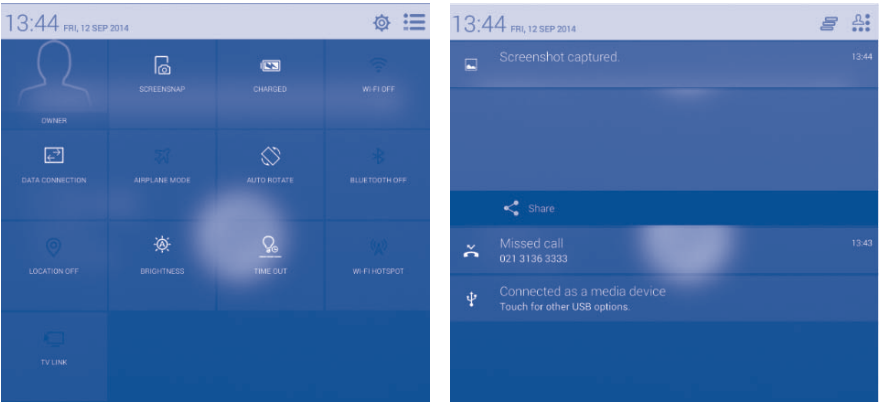 13:44 FRI, 12 SEP 2014
OWNER
SCREENSNAP
CHARGED
WI-FI OFF
DATA CONNECTION
AIRPLANE MODE
AUTO ROTATE
BLUETOOTH OFF
LOCATION OFF
BRIGHTNESS
TIME OUT
WI-FI HOTSPOT
TV LINK
13:44 FRI, 12 SEP 2014
Screenshot captured. 13:44
Share
Missed call 13:43
021 3136 3333
Connected as a media device
Touch for other USB options.